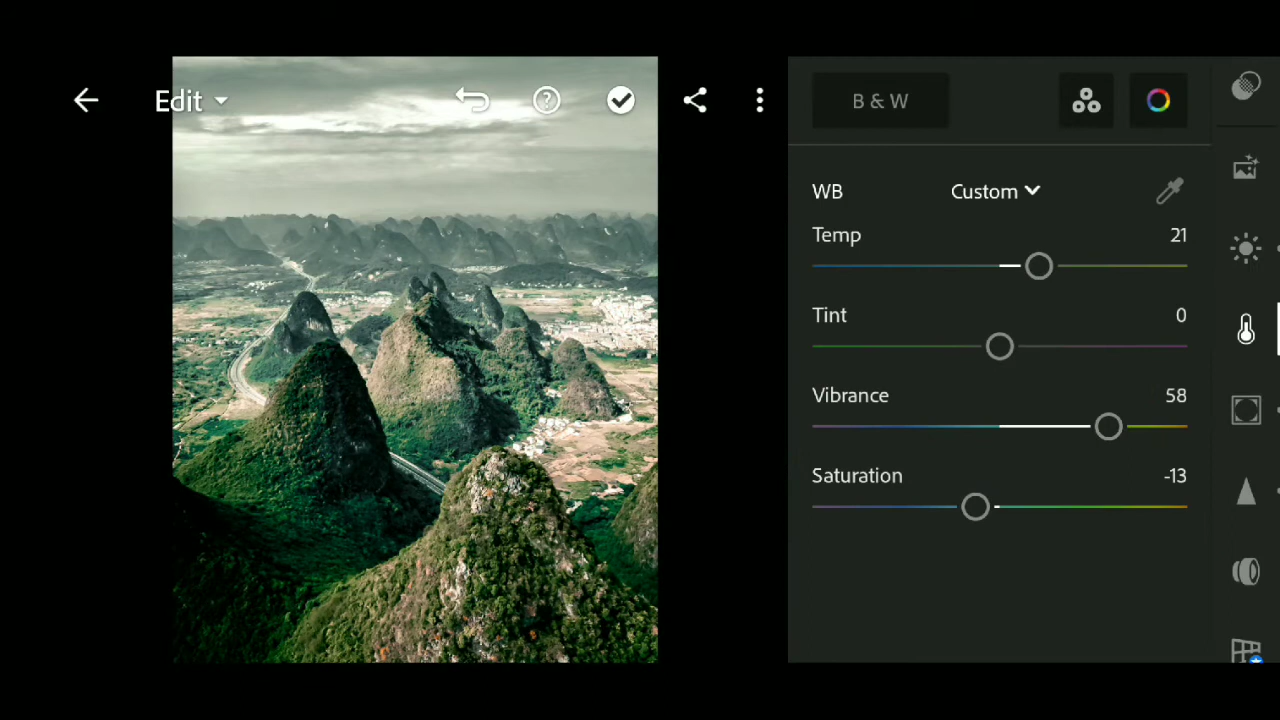 Edit
B & W
WB Custom
Temp 21
Tint 0
Vibrance 58
Saturation -13